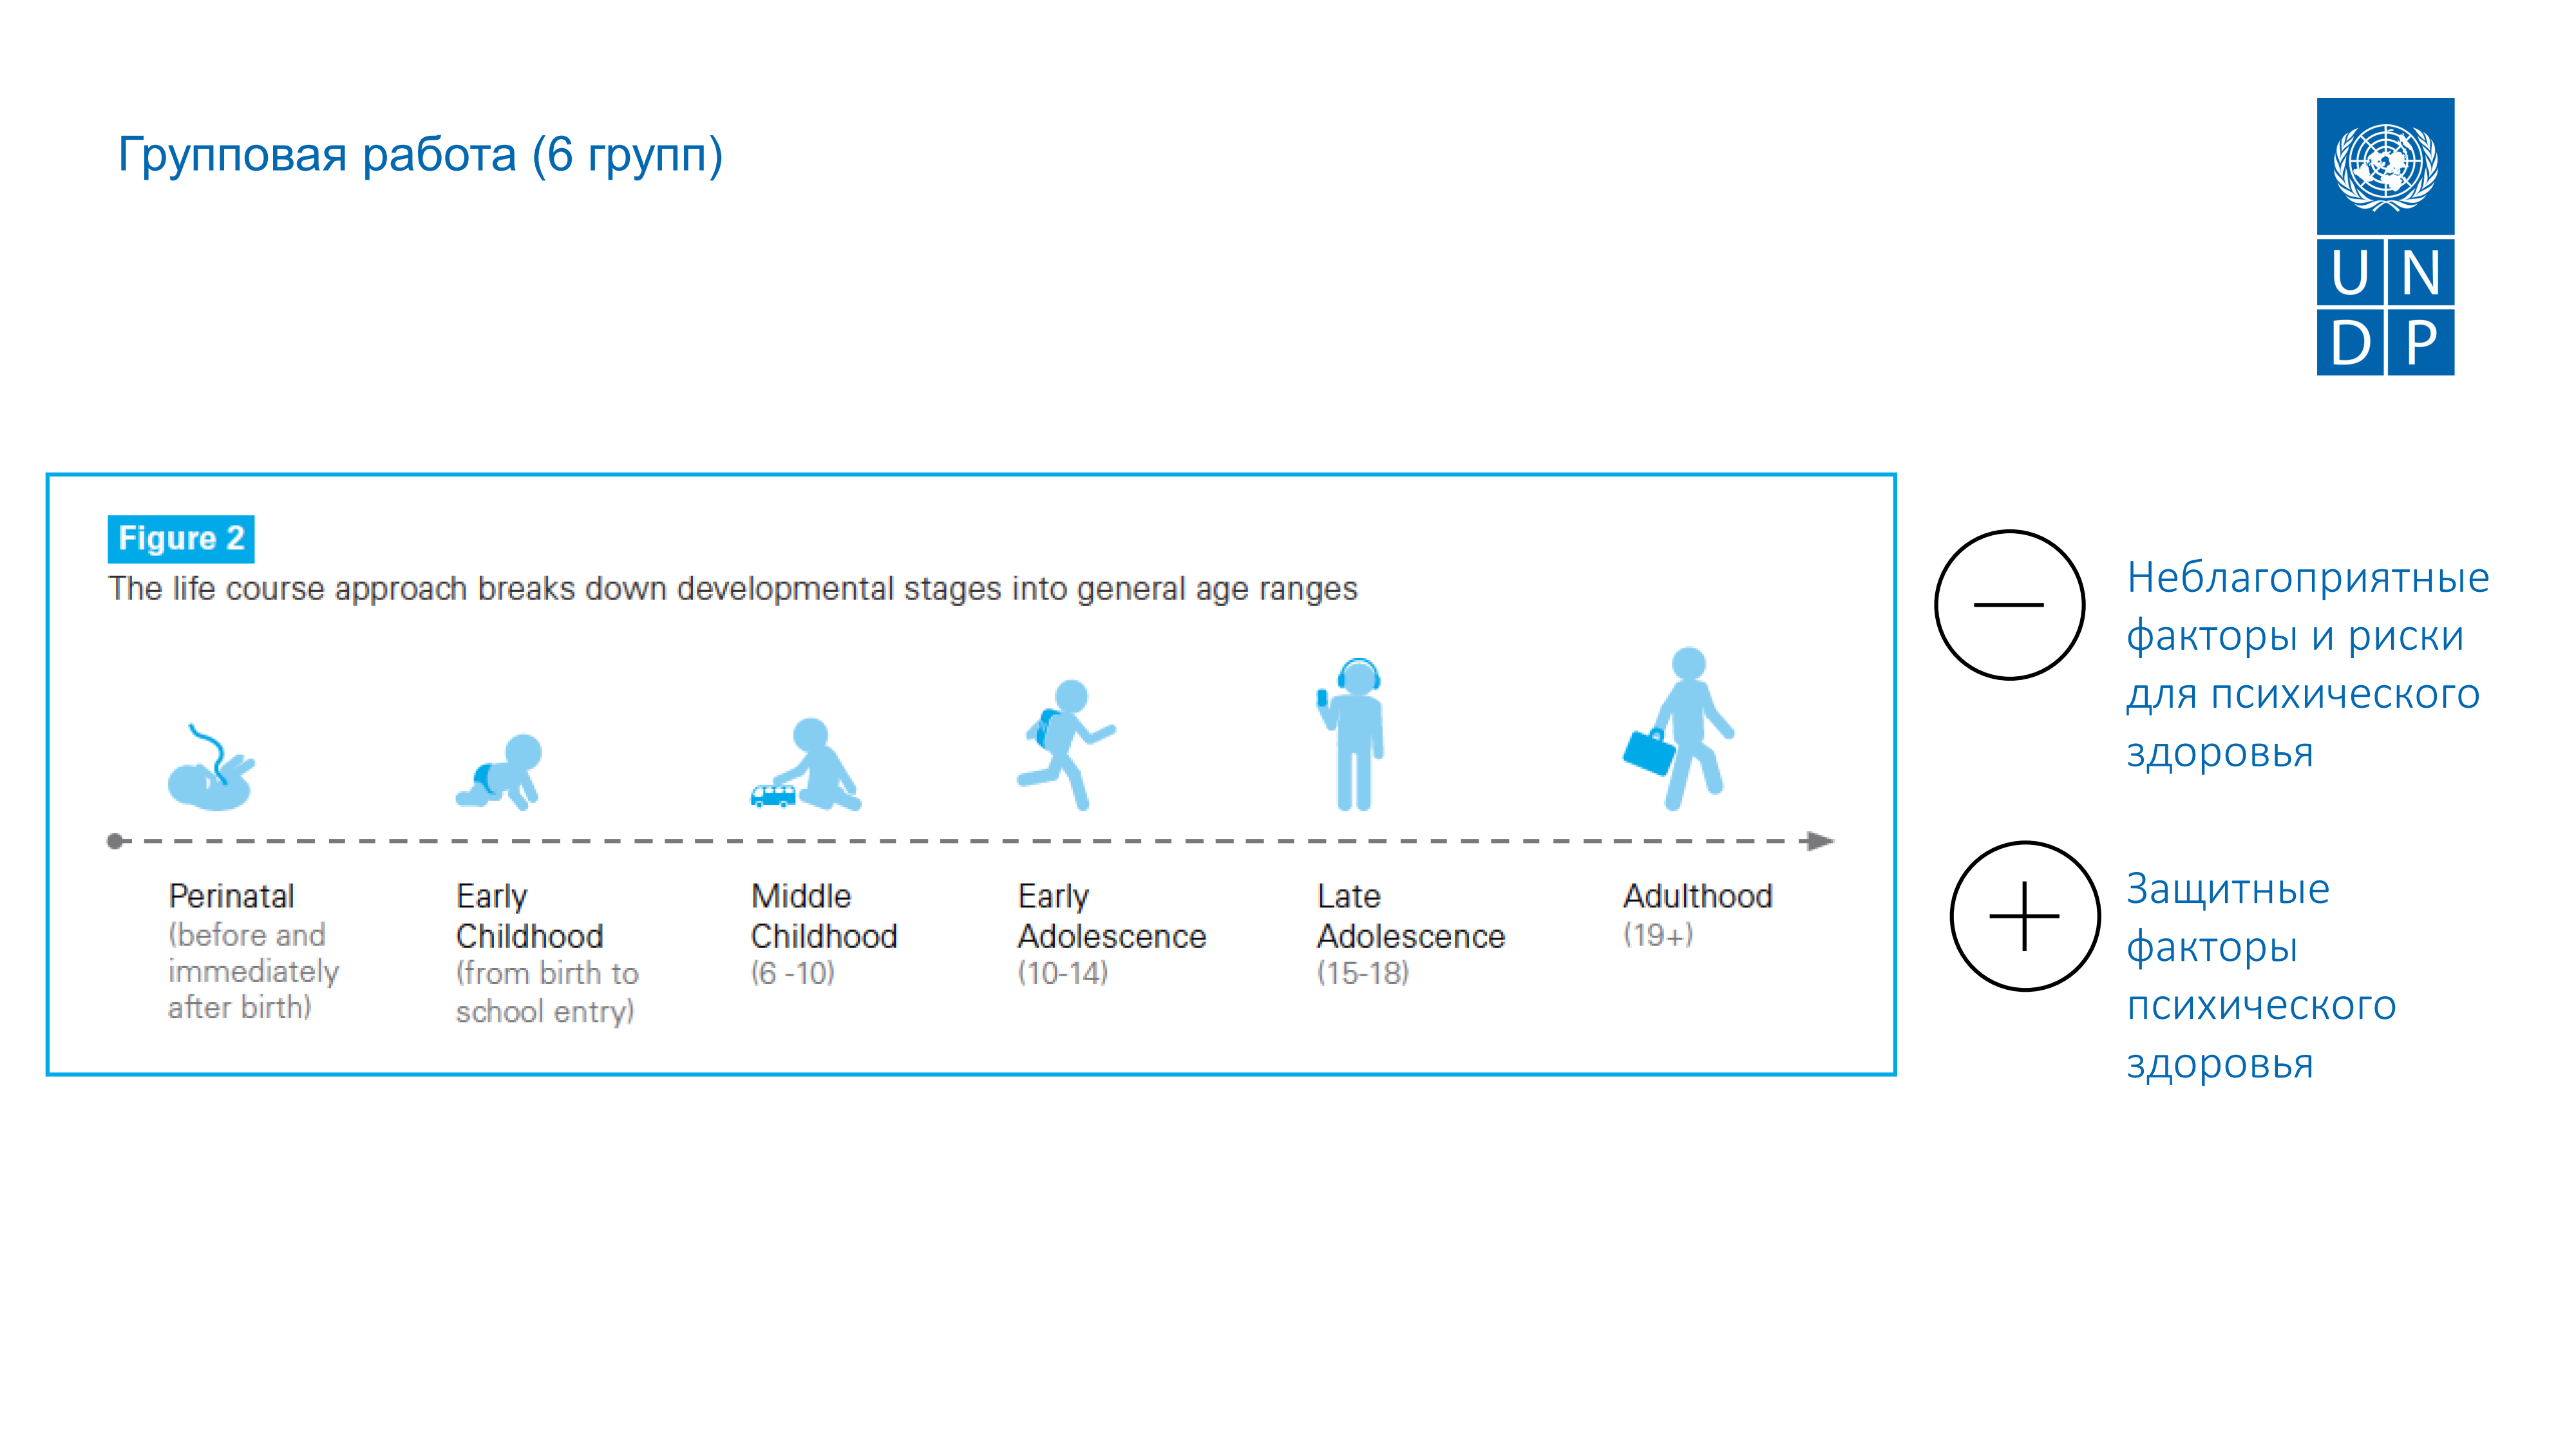 Групповая работа (6 групп)
U N
D P
Figure 2
The life course approach breaks down developmental stages into general age ranges
Perinatal
(before and
immediately
after birth)
Early
Childhood
(from birth to
school entry)
Middle
Childhood
(6 -10)
Early
Adolescence
(10-14)
Late
Adolescence
(15-18)
Adulthood
(19+)
Неблагоприятные
факторы и риски
для психического
здоровья
Защитные
факторы
психического
здоровья